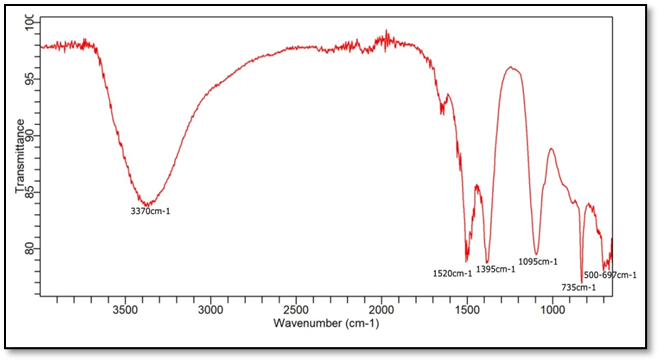 100
95
90
85
80
Transmittance
3370cm-1
1520cm-1
1395cm-1
1095cm-1
735cm-1
500-697cm-1
3500
3000
2500
2000
1500
1000
Wavenumber (cm-1)